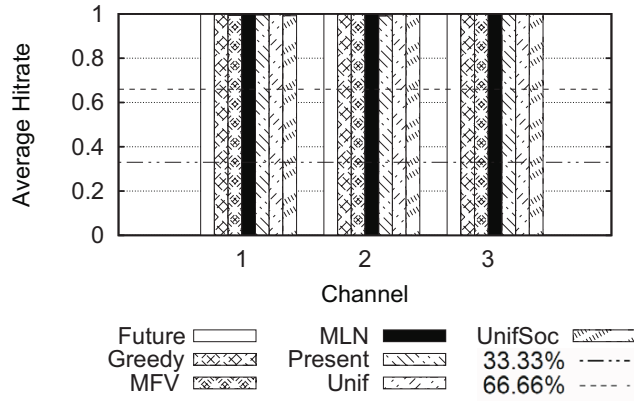 Average Hitrate
1
0.8
0.6
0.4
0.2
0
1 2 3
Channel
Future MLN UnifSoc
Greedy Present 33.33%
MFV Unif 66.66%